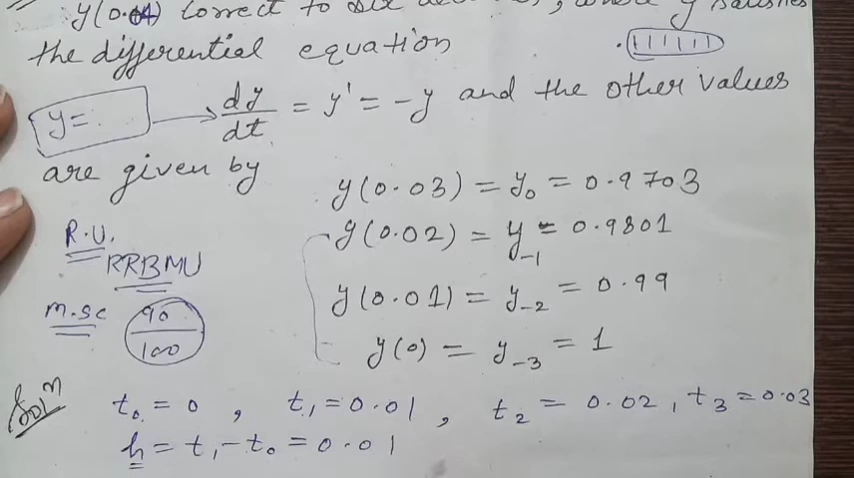 y(0.04) correct to six
the differential equation
y= dy/dt = y' = -y and the other values
are given by
y(0.03) = y₀ = 0.9703
y(0.02) = y₋₁ = 0.9801
y(0.01) = y₋₂ = 0.99
y(0) = y₋₃ = 1
R.U.
RRBMU
M.sc 90/100
Solⁿ
t₀ = 0 , t₁ = 0.01 , t₂ = 0.02 , t₃ = 0.03
h = t₁ - t₀ = 0.01